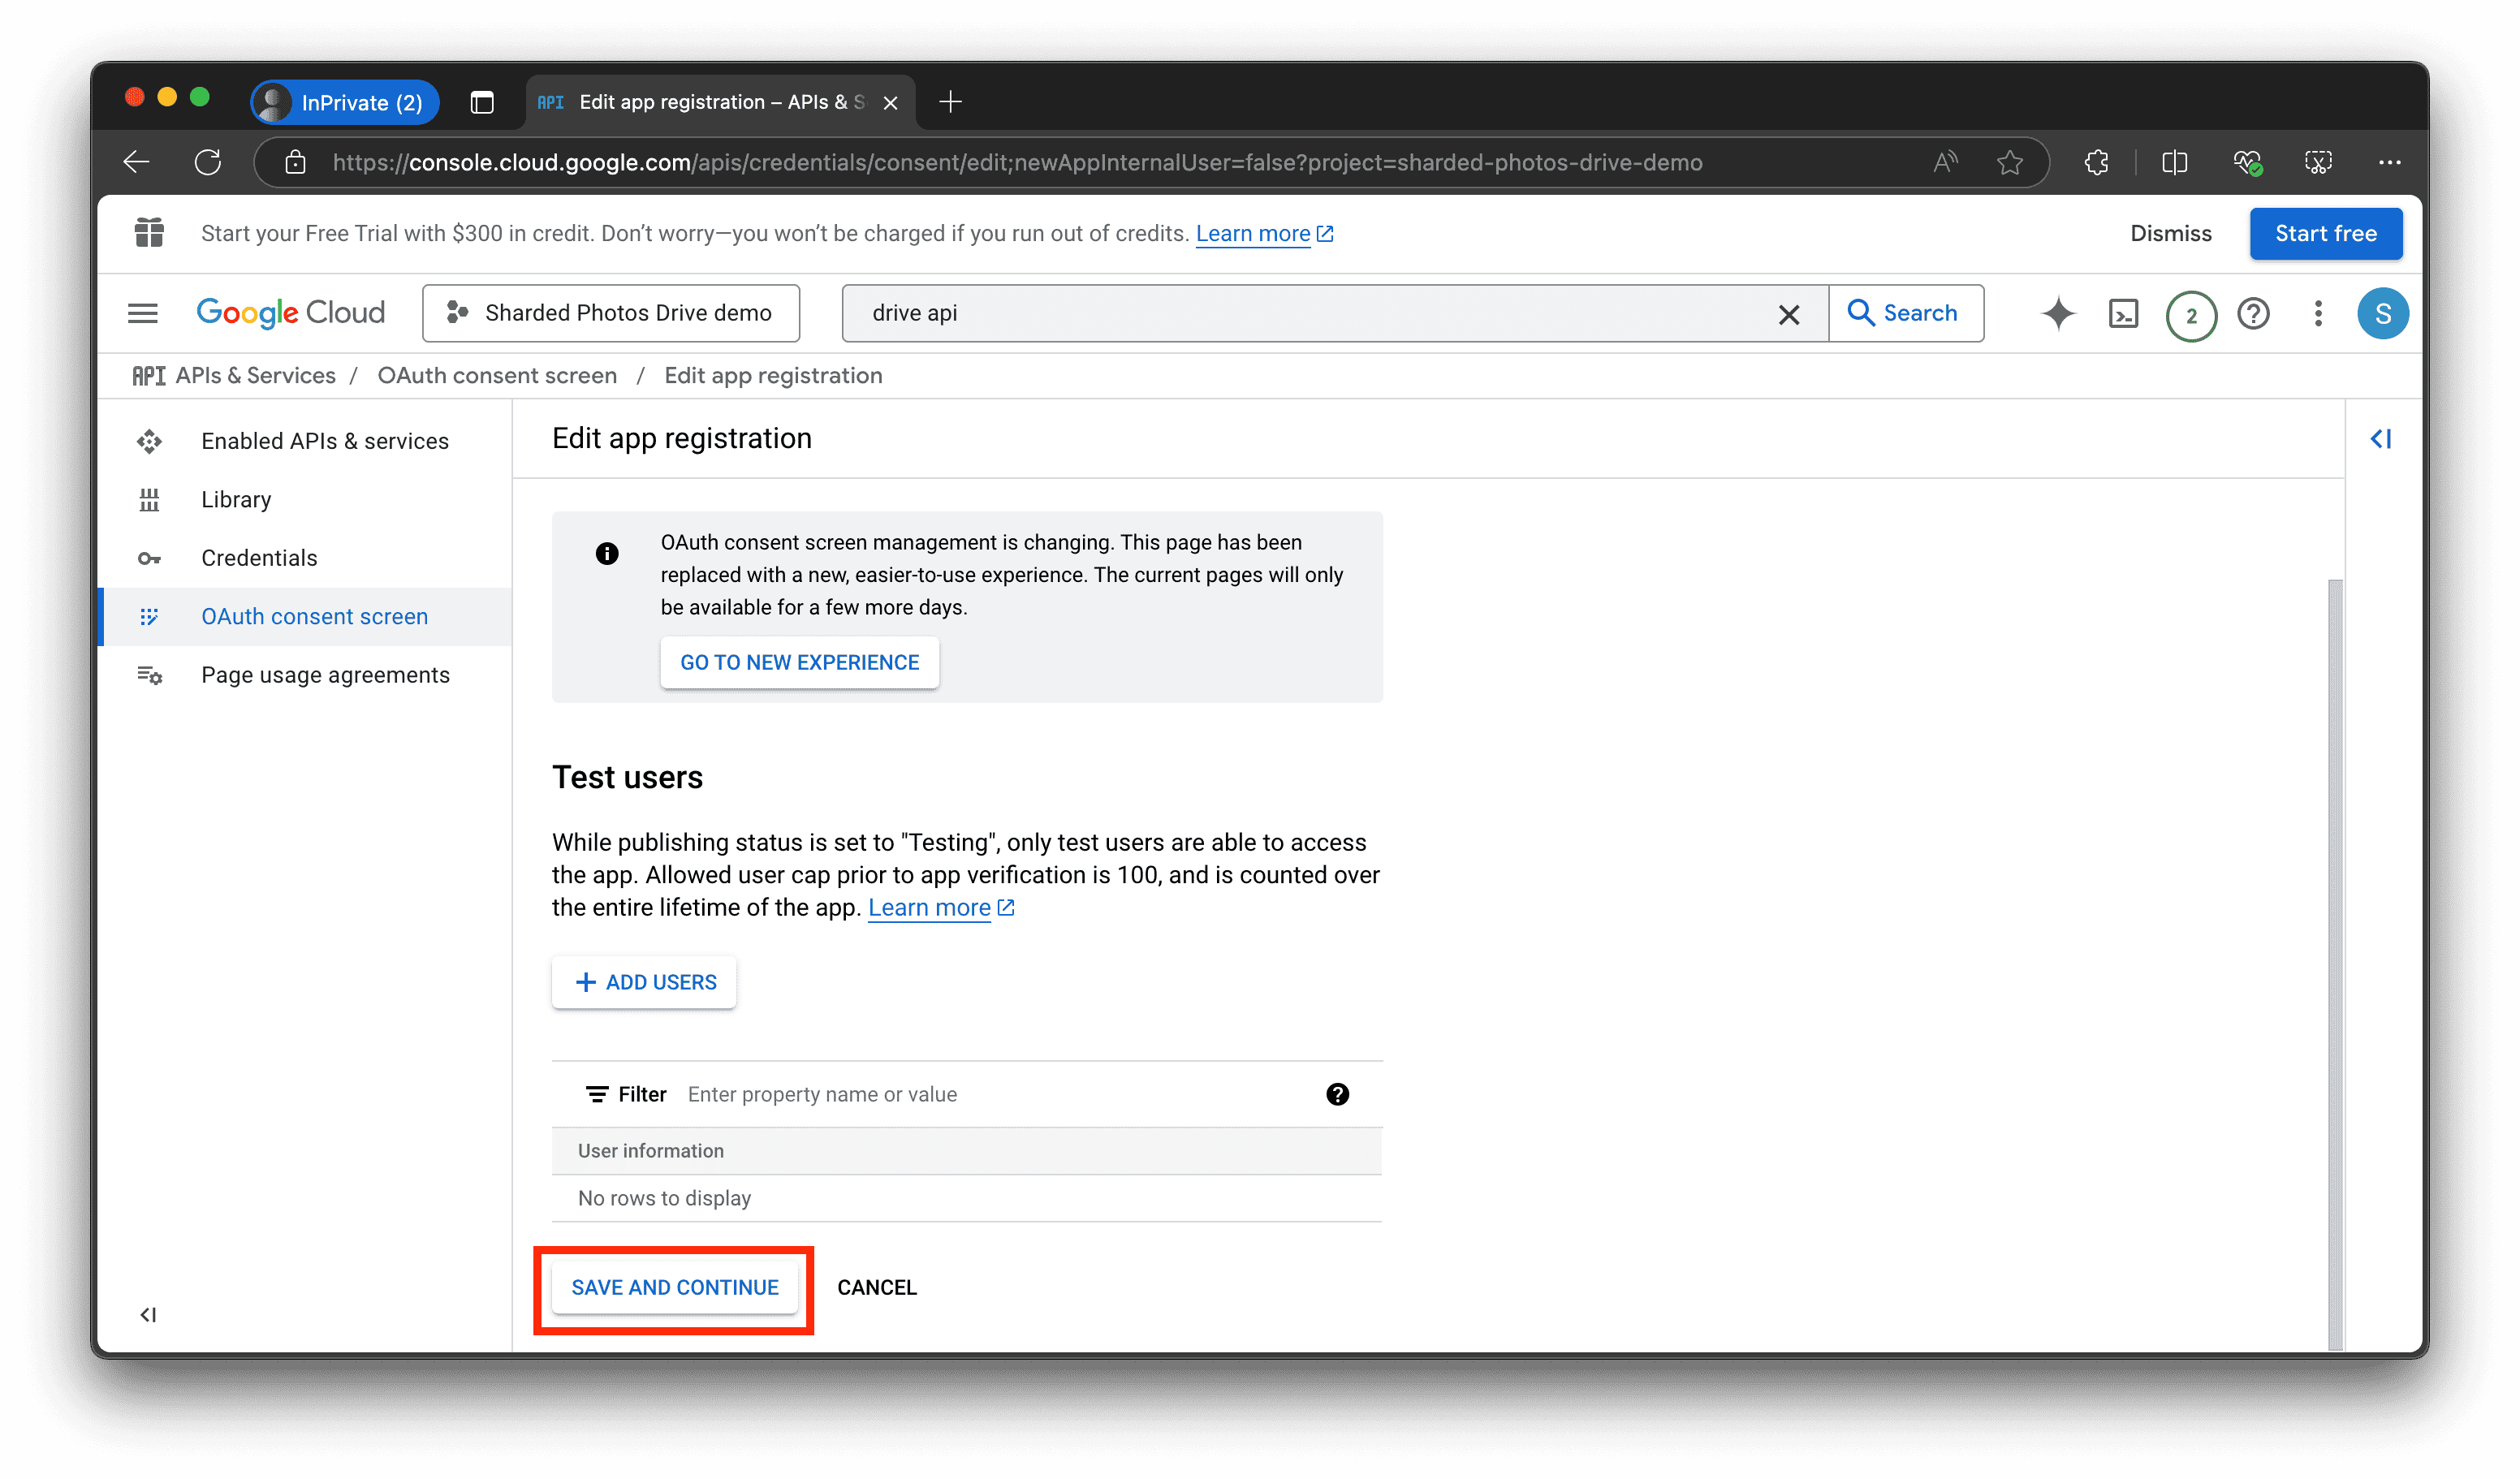 InPrivate (2)
API Edit app registration – APIs & S
https://console.cloud.google.com/apis/credentials/consent/edit;newAppInternalUser=false?project=sharded-photos-drive-demo
Start your Free Trial with $300 in credit. Don’t worry—you won’t be charged if you run out of credits. Learn more
Dismiss
Start free
Google Cloud
Sharded Photos Drive demo
drive api
Search
2
S
API APIs & Services / OAuth consent screen / Edit app registration
Enabled APIs & services
Library
Credentials
OAuth consent screen
Page usage agreements
Edit app registration
OAuth consent screen management is changing. This page has been
replaced with a new, easier-to-use experience. The current pages will only
be available for a few more days.
GO TO NEW EXPERIENCE
Test users
While publishing status is set to "Testing", only test users are able to access
the app. Allowed user cap prior to app verification is 100, and is counted over
the entire lifetime of the app. Learn more
ADD USERS
Filter Enter property name or value
User information
No rows to display
SAVE AND CONTINUE
CANCEL